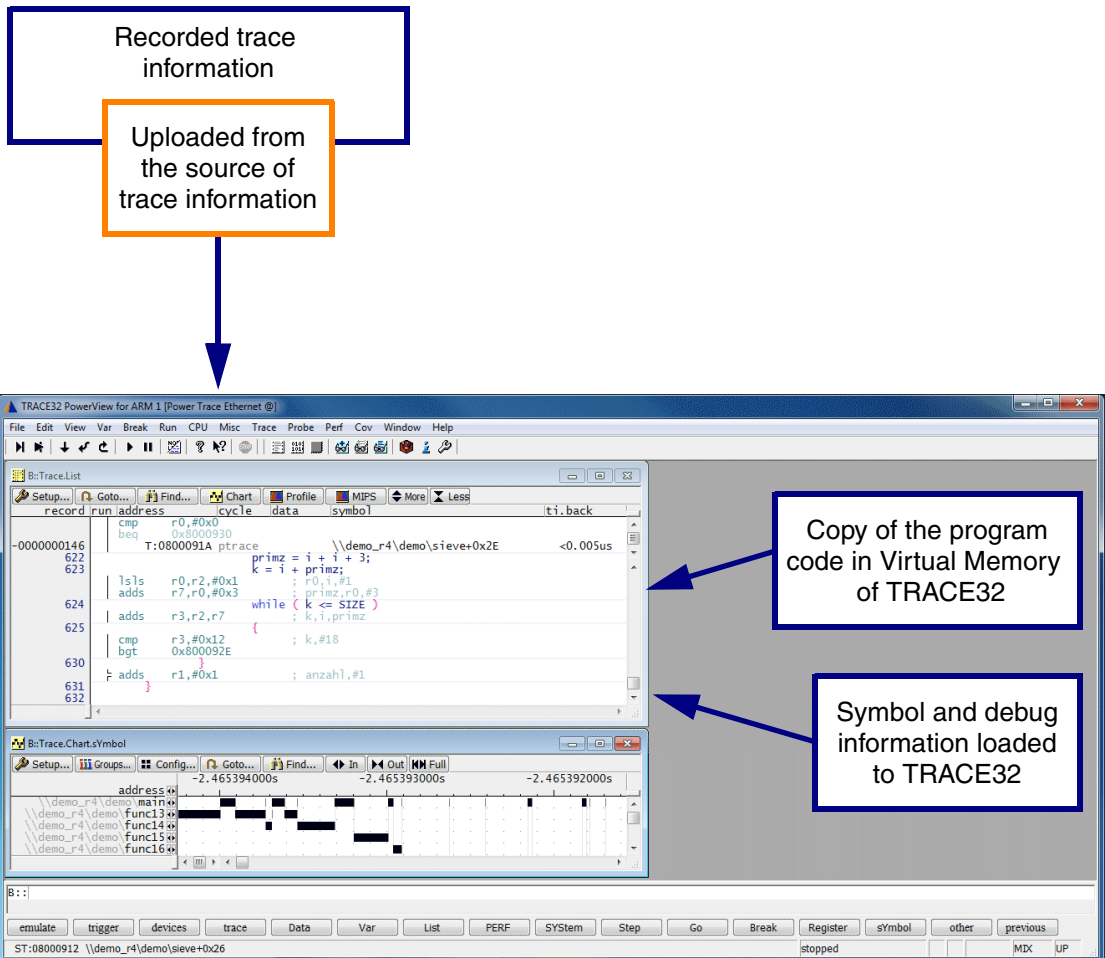 Recorded trace
information
Uploaded from
the source of
trace information
TRACE32 PowerView for ARM 1 [Power Trace Ethernet @]
File Edit View Var Break Run CPU Misc Trace Probe Perf Cov Window Help
B::Trace.List
Setup... Goto... Find... Chart Profile MIPS More Less
record run address cycle data symbol ti.back
cmp r0,#0x0
beq 0x8000930
-0000000146 T:0800091A ptrace \\demo_r4\demo\sieve+0x2E <0.005us
622 primz = i + i + 3;
623 k = i + primz;
lsls r0,r2,#0x1 ; r0,i,#1
adds r7,r0,#0x3 ; primz,r0,#3
624 while ( k <= SIZE )
adds r3,r2,r7 ; k,i,primz
625 {
cmp r3,#0x12 ; k,#18
bgt 0x800092E
630 }
adds r1,#0x1 ; anzahl,#1
631 }
632
Copy of the program
code in Virtual Memory
of TRACE32
Symbol and debug
information loaded
to TRACE32
B::Trace.Chart.sYmbol
Setup... Groups... Config... Goto... Find... In Out Full
-2.465394000s -2.465393000s -2.465392000s
address
\\demo_r4\demo\main
\\demo_r4\demo\func13
\\demo_r4\demo\func14
\\demo_r4\demo\func15
\\demo_r4\demo\func16
B::
emulate trigger devices trace Data Var List PERF SYStem Step Go Break Register sYmbol other previous
ST:08000912 \\demo_r4\demo\sieve+0x26 stopped MIX UP